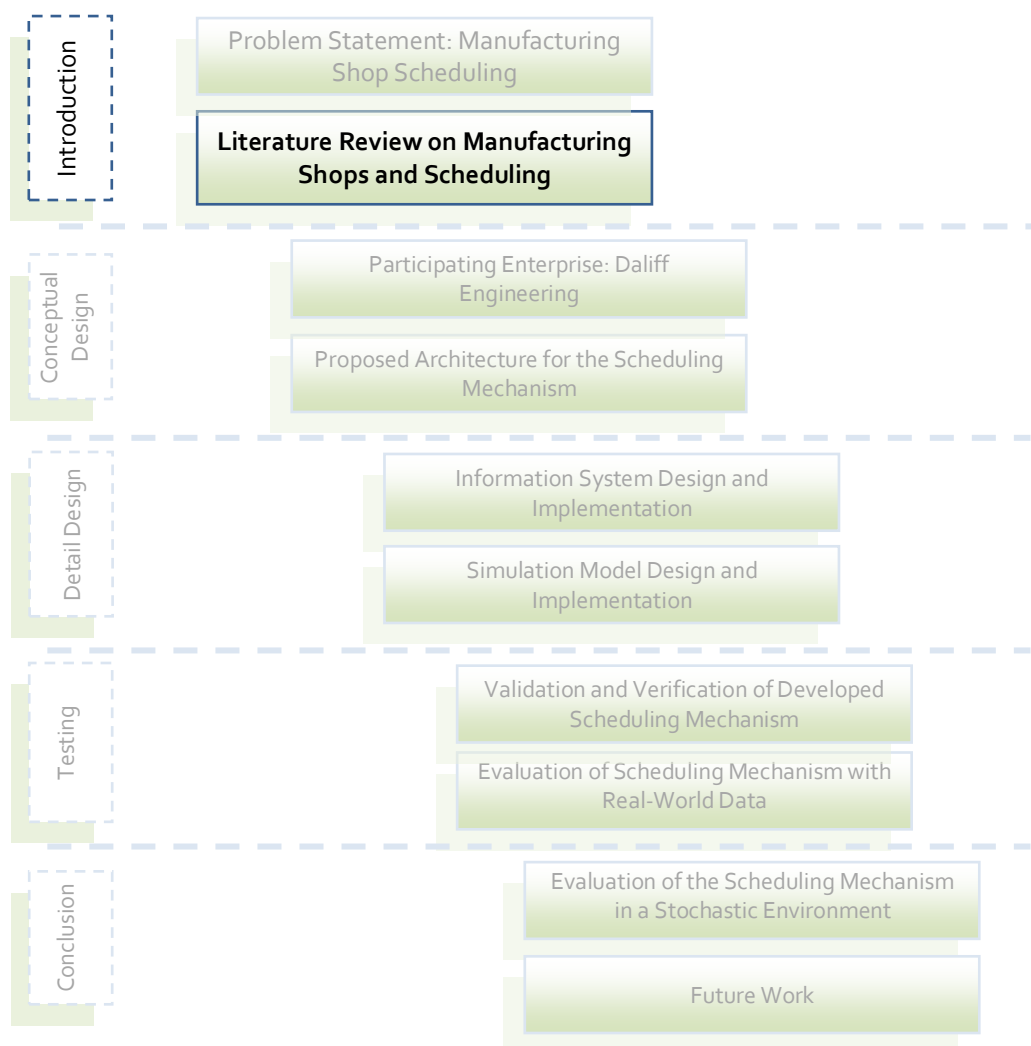 Introduction
Problem Statement: Manufacturing
Shop Scheduling
Literature Review on Manufacturing
Shops and Scheduling
Conceptual
Design
Participating Enterprise: Daliff
Engineering
Proposed Architecture for the Scheduling
Mechanism
Detail Design
Information System Design and
Implementation
Simulation Model Design and
Implementation
Testing
Validation and Verification of Developed
Scheduling Mechanism
Evaluation of Scheduling Mechanism with
Real-World Data
Conclusion
Evaluation of the Scheduling Mechanism
in a Stochastic Environment
Future Work